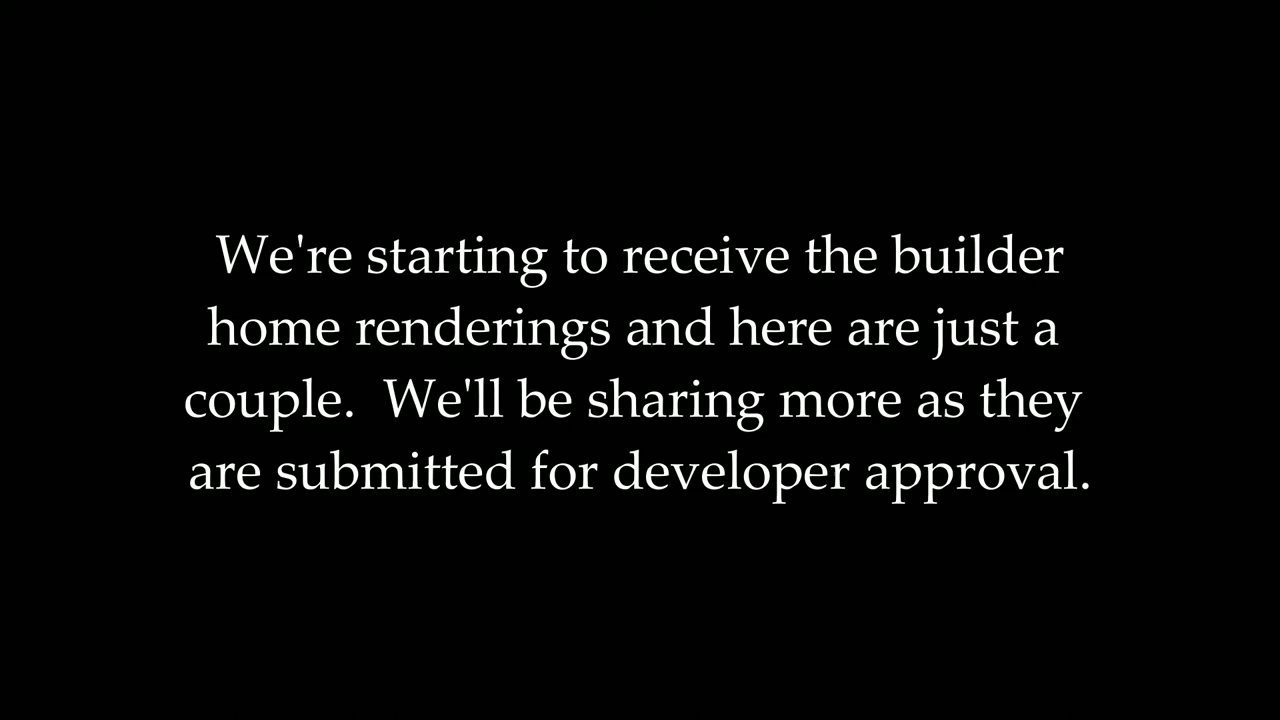 We're starting to receive the builder
home renderings and here are just a
couple.  We'll be sharing more as they
are submitted for developer approval.